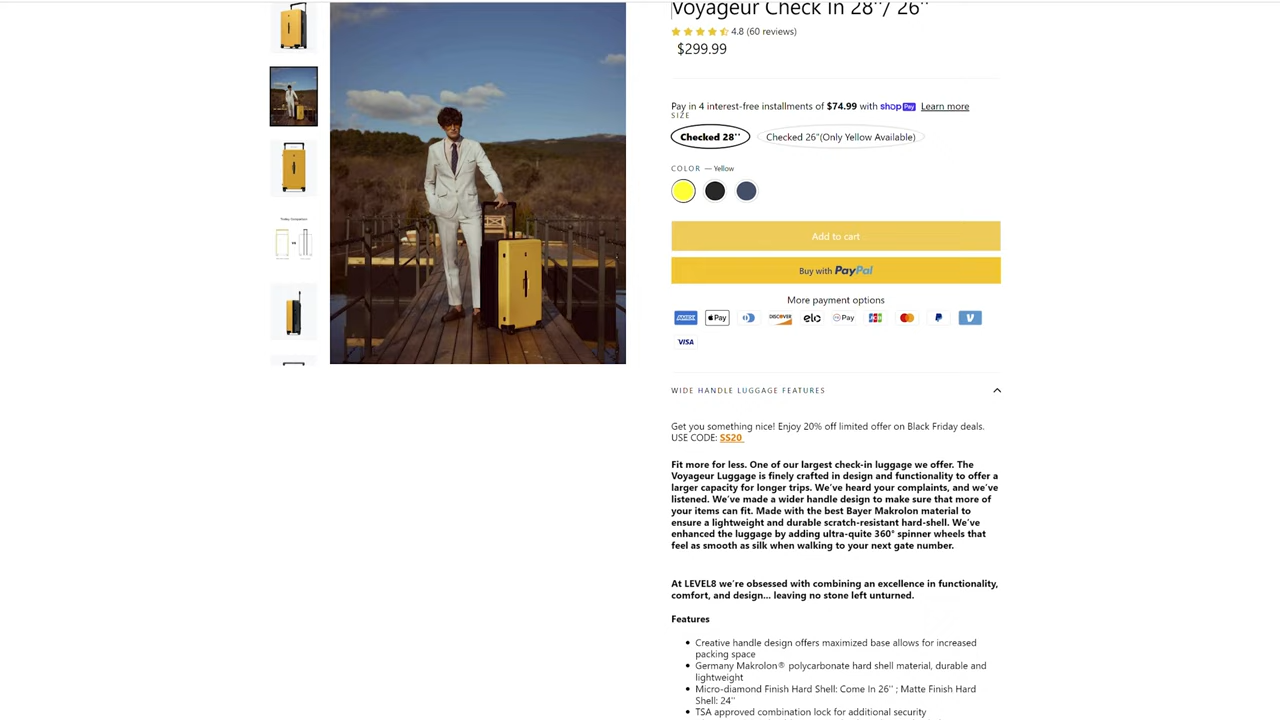 Voyageur Check In 28''/ 26''
4.8 (60 reviews)
$299.99
Pay in 4 interest-free installments of $74.99 with shop Pay Learn more
SIZE
Checked 28'' Checked 26''(Only Yellow Available)
COLOR — Yellow
Add to cart
Buy with PayPal
More payment options
AMEX Pay DISCOVER elo Pay JCB
VISA
WIDE HANDLE LUGGAGE FEATURES
Get you something nice! Enjoy 20% off limited offer on Black Friday deals.
USE CODE: SS20
Fit more for less. One of our largest check-in luggage we offer. The
Voyageur Luggage is finely crafted in design and functionality to offer a
larger capacity for longer trips. We've heard your complaints, and we've
listened. We've made a wider handle design to make sure that more of
your items can fit. Made with the best Bayer Makrolon material to
ensure a lightweight and durable scratch-resistant hard-shell. We've
enhanced the luggage by adding ultra-quite 360° spinner wheels that
feel as smooth as silk when walking to your next gate number.
At LEVEL8 we're obsessed with combining an excellence in functionality,
comfort, and design... leaving no stone left unturned.
Features
Creative handle design offers maximized base allows for increased
packing space
Germany Makrolon® polycarbonate hard shell material, durable and
lightweight
Micro-diamond Finish Hard Shell: Come In 26'' ; Matte Finish Hard
Shell: 24''
TSA approved combination lock for additional security